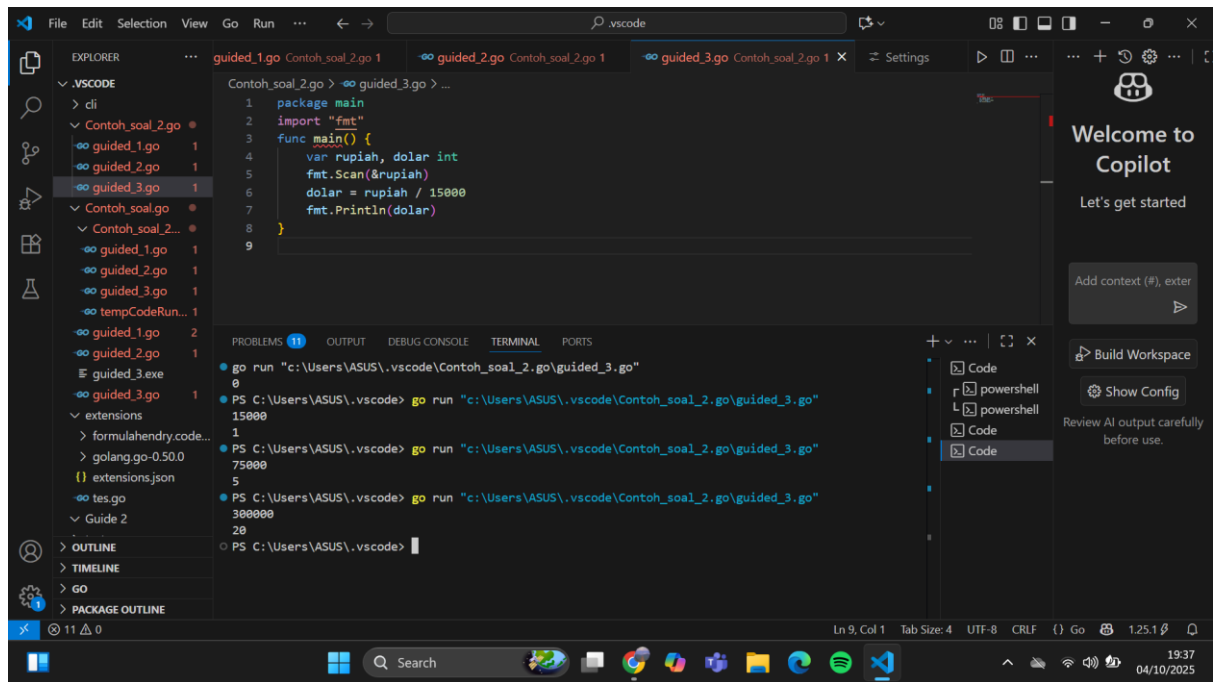 File Edit Selection View Go Run ··· .vscode
EXPLORER ···
.VSCODE
cli
Contoh_soal_2.go
guided_1.go 1
guided_2.go 1
guided_3.go 1
Contoh_soal.go
Contoh_soal_2...
guided_1.go 1
guided_2.go 1
guided_3.go 1
tempCodeRun... 1
guided_1.go 2
guided_2.go 1
guided_3.exe
guided_3.go 1
extensions
formulahendry.code...
golang.go-0.50.0
extensions.json
tes.go
Guide 2
OUTLINE
TIMELINE
GO
PACKAGE OUTLINE
guided_1.go Contoh_soal_2.go 1 guided_2.go Contoh_soal_2.go 1 guided_3.go Contoh_soal_2.go 1 Settings
Contoh_soal_2.go > guided_3.go > ...
1 package main
2 import "fmt"
3 func main() {
4 var rupiah, dolar int
5 fmt.Scan(&rupiah)
6 dolar = rupiah / 15000
7 fmt.Println(dolar)
8 }
9
PROBLEMS 11 OUTPUT DEBUG CONSOLE TERMINAL PORTS
go run "c:\Users\ASUS\.vscode\Contoh_soal_2.go\guided_3.go"
0
PS C:\Users\ASUS\.vscode> go run "c:\Users\ASUS\.vscode\Contoh_soal_2.go\guided_3.go"
15000
1
PS C:\Users\ASUS\.vscode> go run "c:\Users\ASUS\.vscode\Contoh_soal_2.go\guided_3.go"
75000
5
PS C:\Users\ASUS\.vscode> go run "c:\Users\ASUS\.vscode\Contoh_soal_2.go\guided_3.go"
300000
20
PS C:\Users\ASUS\.vscode>
Code
powershell
powershell
Code
Code
Welcome to
Copilot
Let's get started
Add context (#), exter
Build Workspace
Show Config
Review AI output carefully
before use.
11 0 Ln 9, Col 1 Tab Size: 4 UTF-8 CRLF {} Go 1.25.1
1
Search
19:37
04/10/2025